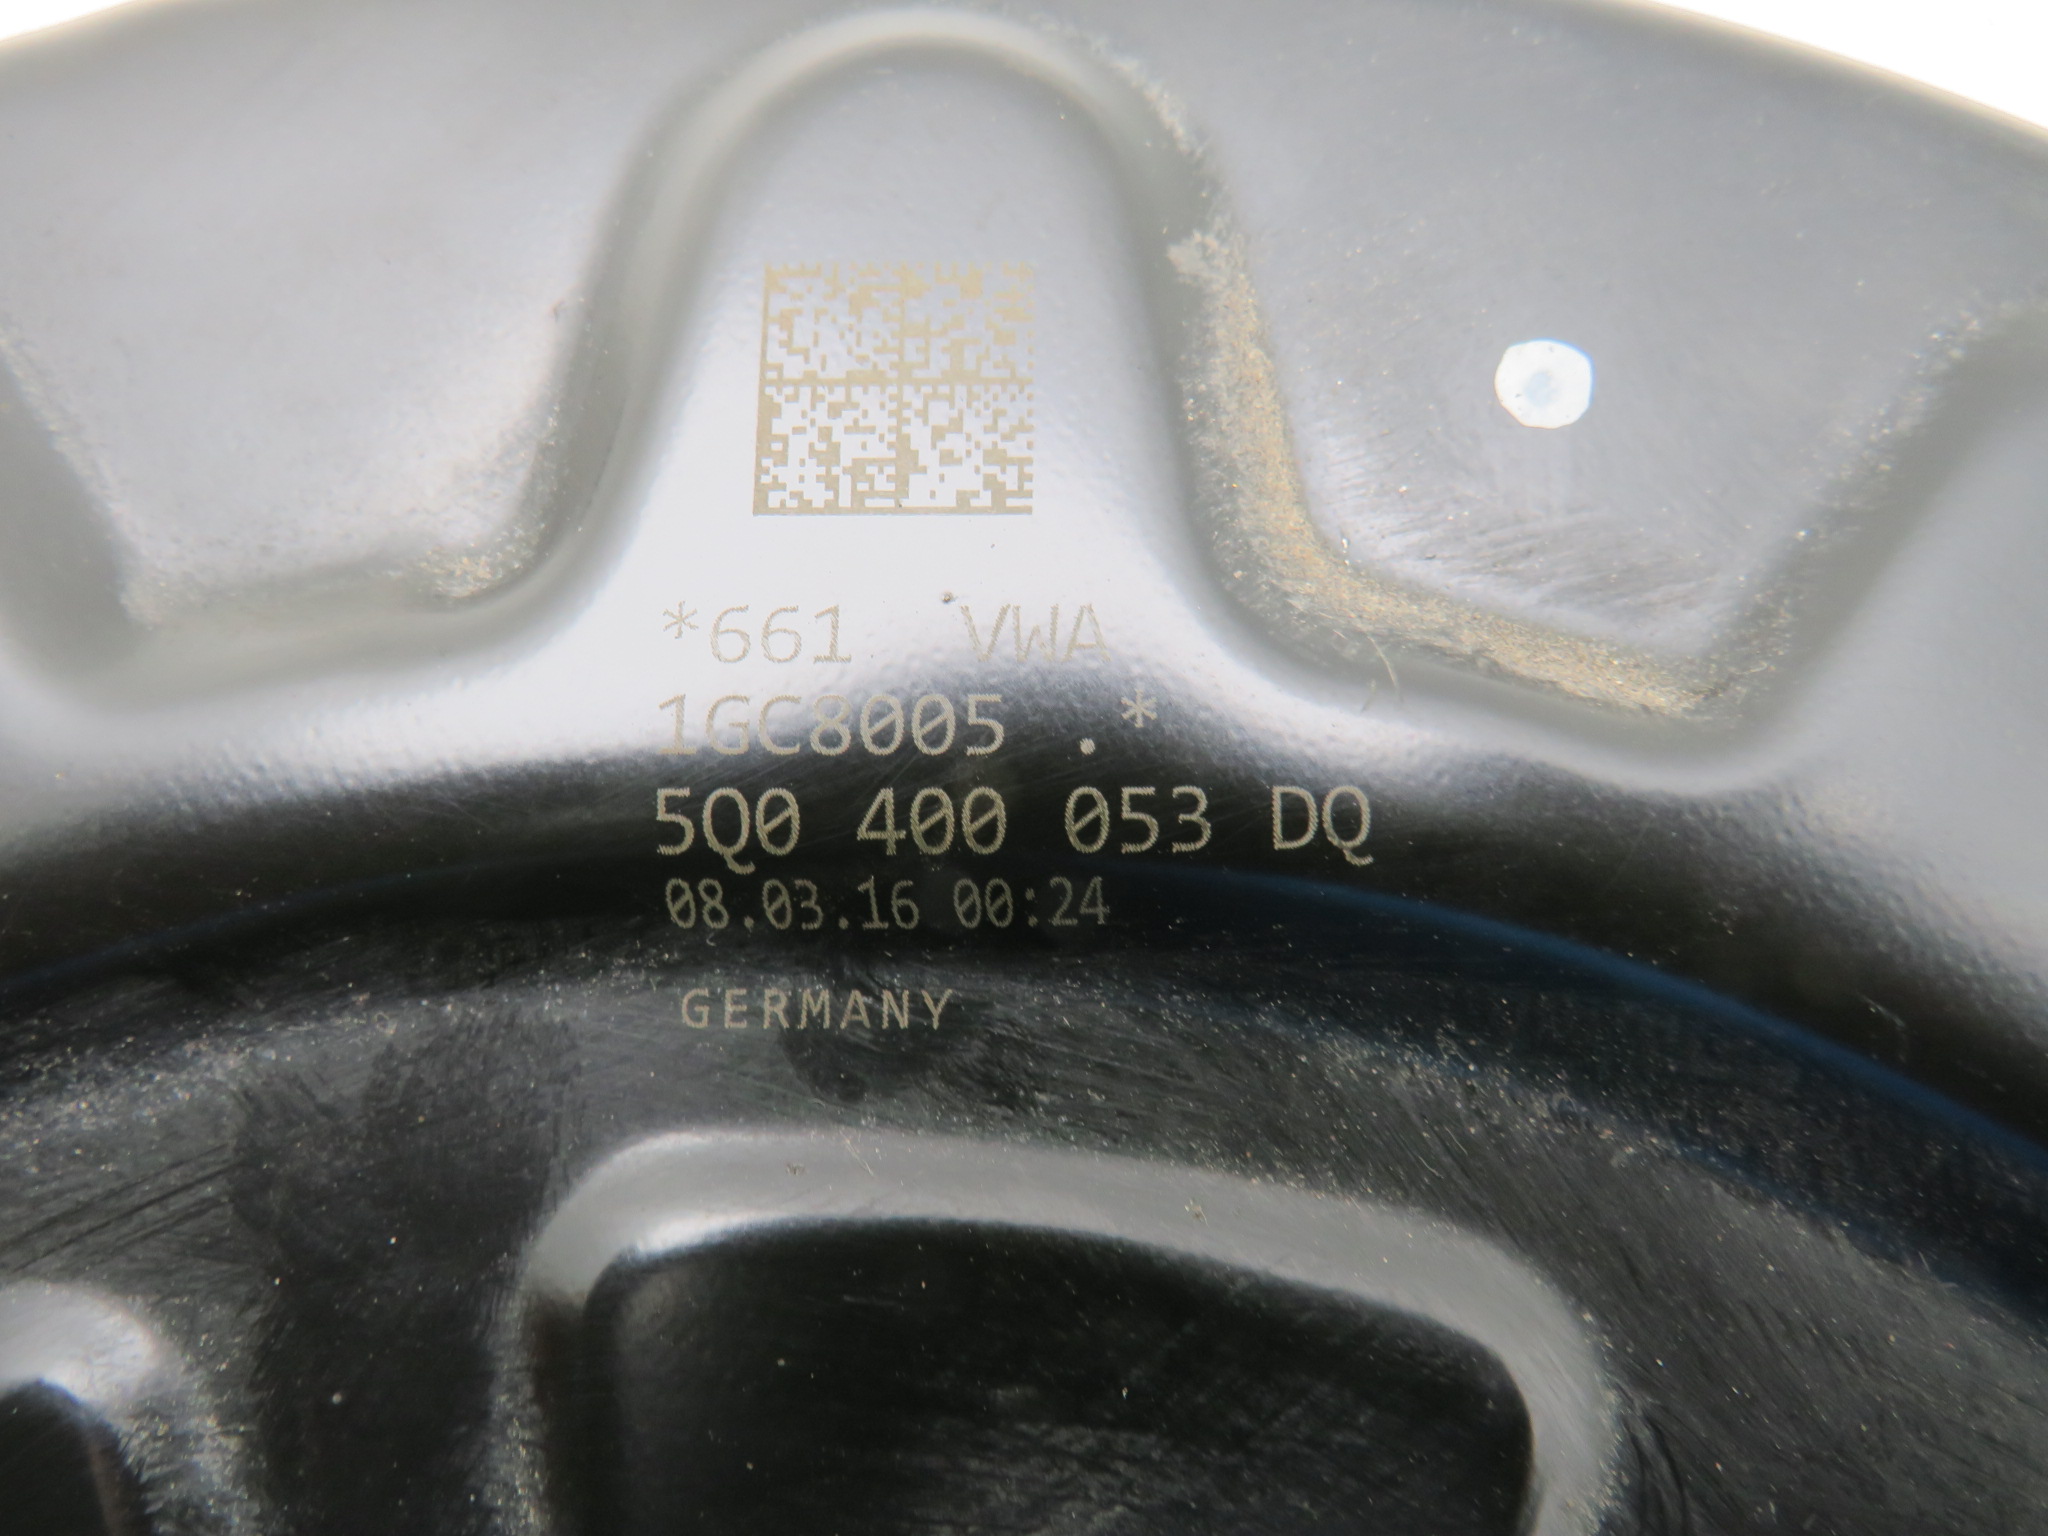 *661 VWA
1GC8005 .*
5Q0 400 053 DQ
08.03.16 00:24
GERMANY